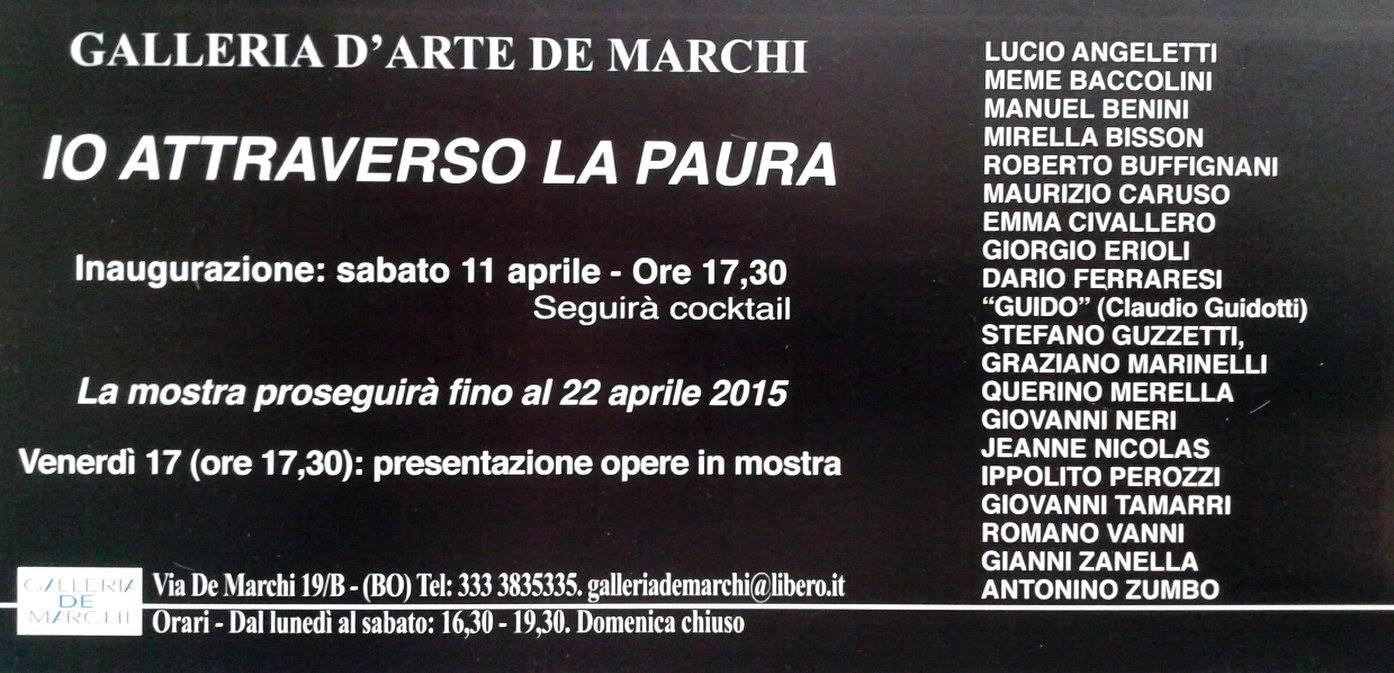 GALLERIA D'ARTE DE MARCHI
IO ATTRAVERSO LA PAURA
Inaugurazione: sabato 11 aprile - Ore 17,30
Seguirà cocktail
La mostra proseguirà fino al 22 aprile 2015
Venerdì 17 (ore 17,30): presentazione opere in mostra
GALLERIA
DE
MARCHI
Via De Marchi 19/B - (BO) Tel: 333 3835335. galleriademarchi@libero.it
Orari - Dal lunedì al sabato: 16,30 - 19,30. Domenica chiuso
LUCIO ANGELETTI
MEME BACCOLINI
MANUEL BENINI
MIRELLA BISSON
ROBERTO BUFFIGNANI
MAURIZIO CARUSO
EMMA CIVALLERO
GIORGIO ERIOLI
DARIO FERRARESI
“GUIDO” (Claudio Guidotti)
STEFANO GUZZETTI,
GRAZIANO MARINELLI
QUERINO MERELLA
GIOVANNI NERI
JEANNE NICOLAS
IPPOLITO PEROZZI
GIOVANNI TAMARRI
ROMANO VANNI
GIANNI ZANELLA
ANTONINO ZUMBO